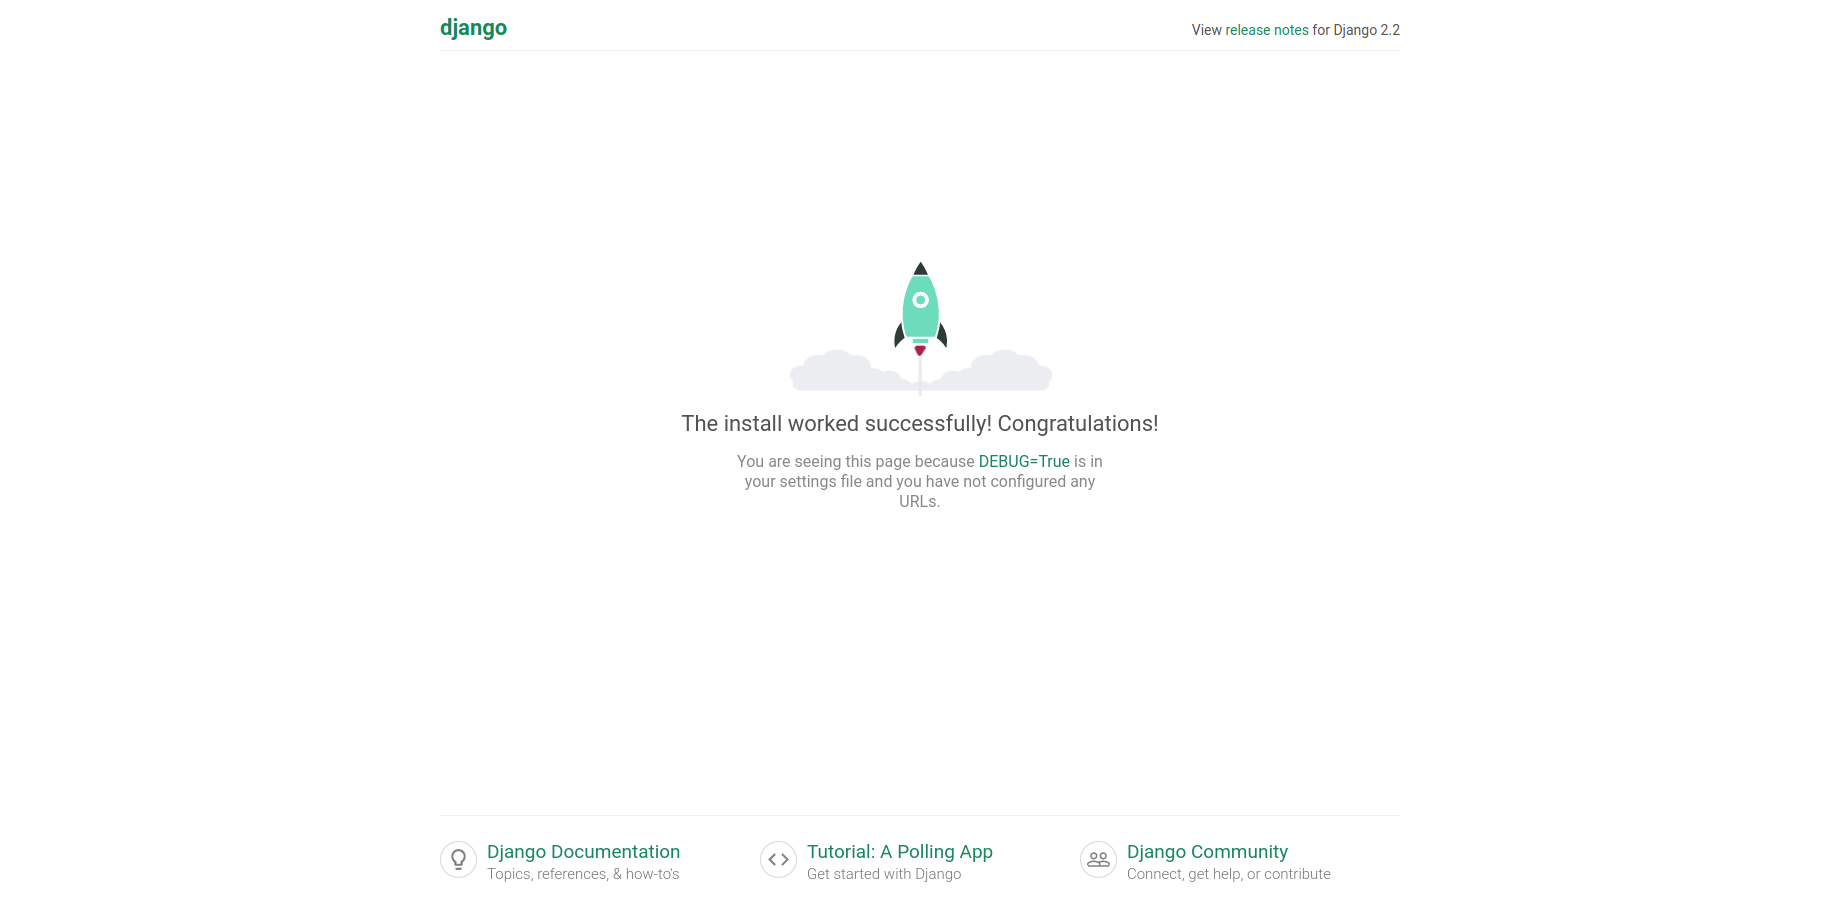 django
View release notes for Django 2.2
The install worked successfully! Congratulations!
You are seeing this page because DEBUG=True is in
your settings file and you have not configured any
URLs.
Django Documentation
Topics, references, & how-to's
Tutorial: A Polling App
Get started with Django
Django Community
Connect, get help, or contribute